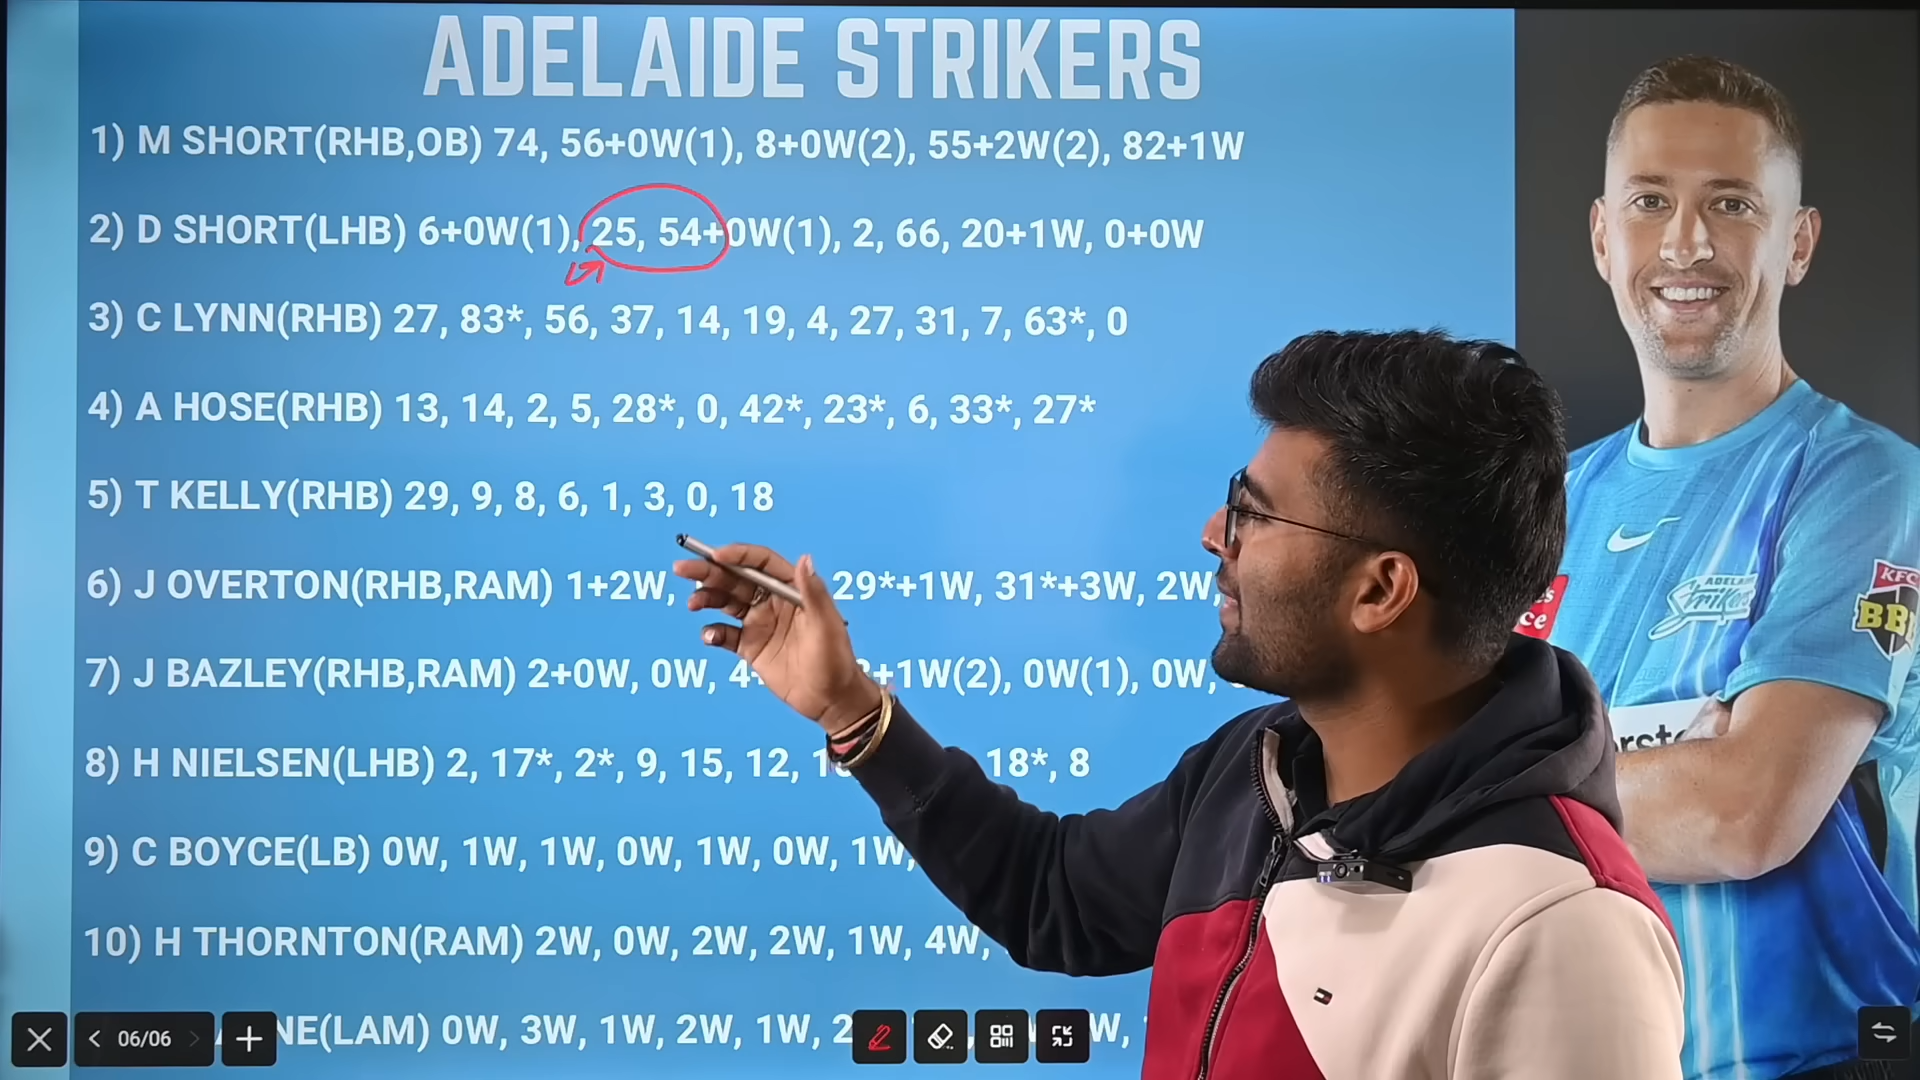 ADELAIDE STRIKERS
1) M SHORT(RHB,OB) 74, 56+0W(1), 8+0W(2), 55+2W(2), 82+1W
2) D SHORT(LHB) 6+0W(1), 25, 54+0W(1), 2, 66, 20+1W, 0+0W
3) C LYNN(RHB) 27, 83*, 56, 37, 14, 19, 4, 27, 31, 7, 63*, 0
4) A HOSE(RHB) 13, 14, 2, 5, 28*, 0, 42*, 23*, 6, 33*, 27*
5) T KELLY(RHB) 29, 9, 8, 6, 1, 3, 0, 18
6) J OVERTON(RHB,RAM) 1+2W, 29*+1W, 31*+3W, 2W,
7) J BAZLEY(RHB,RAM) 2+0W, 0W, +1W(2), 0W(1), 0W,
8) H NIELSEN(LHB) 2, 17*, 2*, 9, 15, 12, 18*, 8
9) C BOYCE(LB) 0W, 1W, 1W, 0W, 1W, 0W, 1W,
10) H THORNTON(RAM) 2W, 0W, 2W, 2W, 1W, 4W,
NE(LAM) 0W, 3W, 1W, 2W, 1W,
06/06
ADELAIDE
Strikers
KFC
BB